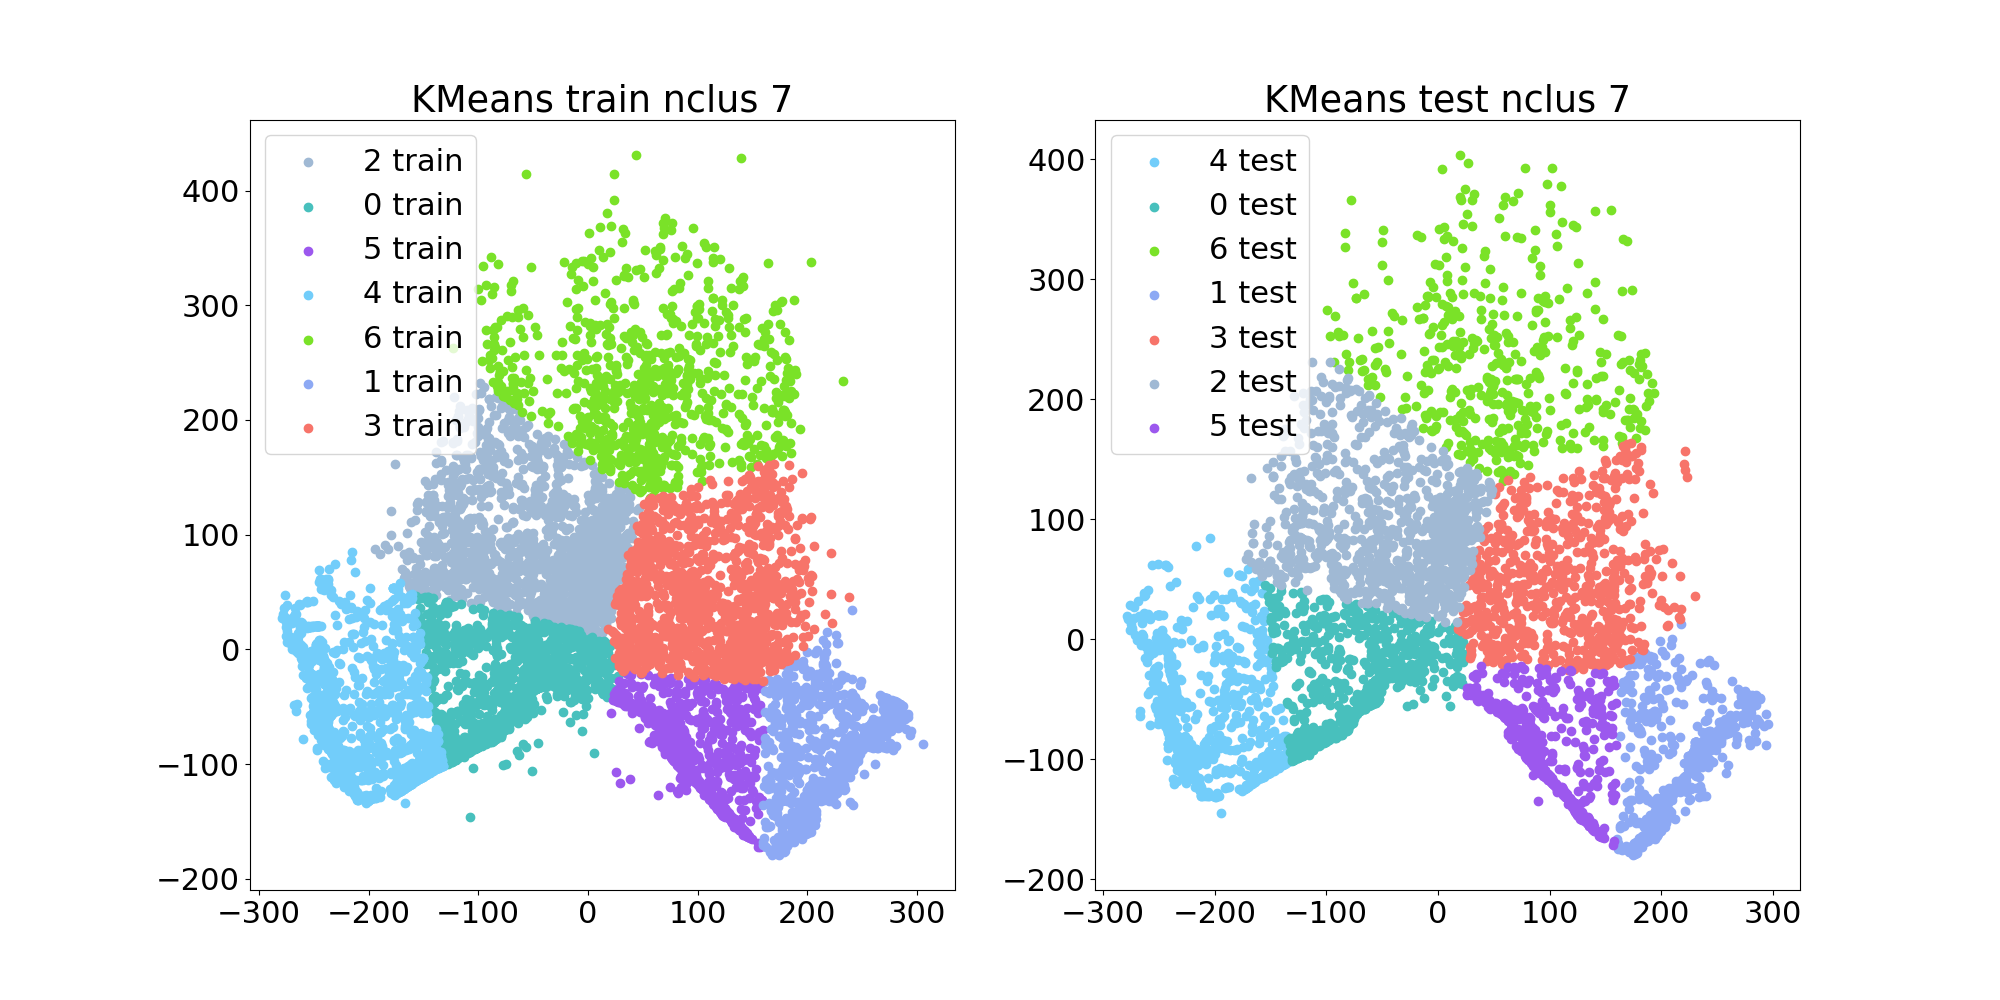 KMeans train nclus 7
2 train
0 train
5 train
4 train
6 train
1 train
3 train
400
300
200
100
0
−100
−200
−300 −200 −100 0 100 200 300
KMeans test nclus 7
4 test
0 test
6 test
1 test
3 test
2 test
5 test
400
300
200
100
0
−100
−200
−300 −200 −100 0 100 200 300